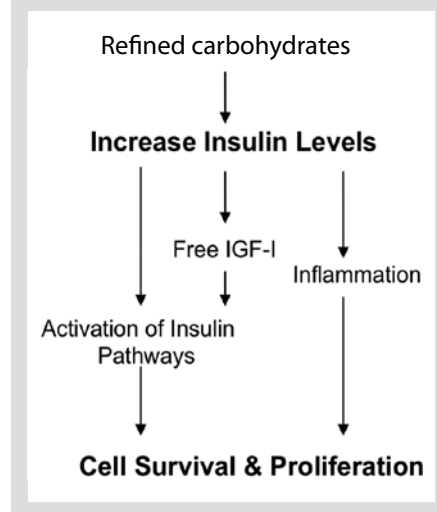 Refined carbohydrates
Increase Insulin Levels
Free IGF-I
Inflammation
Activation of Insulin
Pathways
Cell Survival & Proliferation